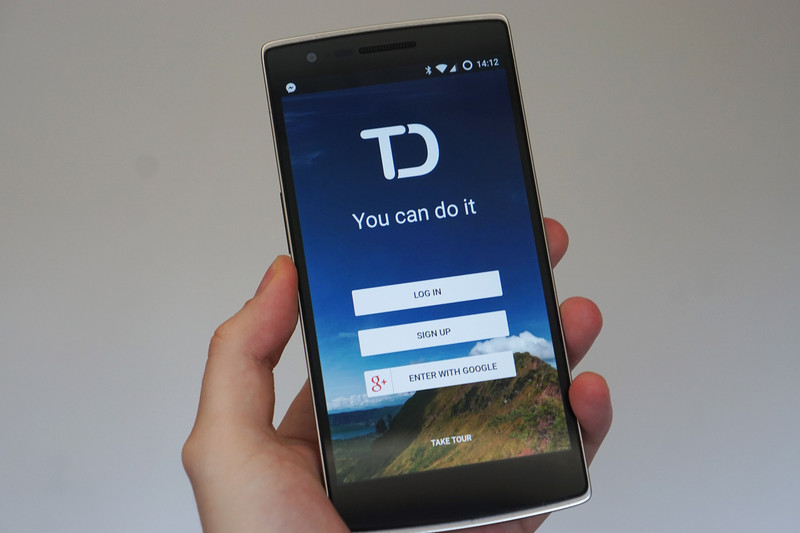 14:12
TD
You can do it
LOG IN
SIGN UP
g+ ENTER WITH GOOGLE
TAKE TOUR